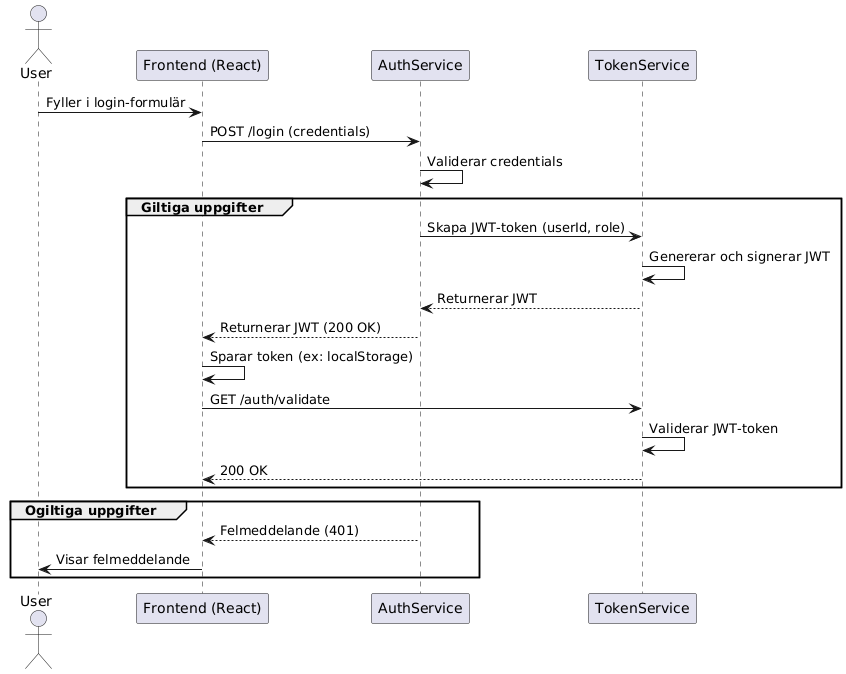 User
Frontend (React)
AuthService
TokenService
Fyller i login-formulär
POST /login (credentials)
Validerar credentials
Giltiga uppgifter
Skapa JWT-token (userId, role)
Genererar och signerar JWT
Returnerar JWT
Returnerar JWT (200 OK)
Sparar token (ex: localStorage)
GET /auth/validate
Validerar JWT-token
200 OK
Ogiltiga uppgifter
Felmeddelande (401)
Visar felmeddelande
User
Frontend (React)
AuthService
TokenService